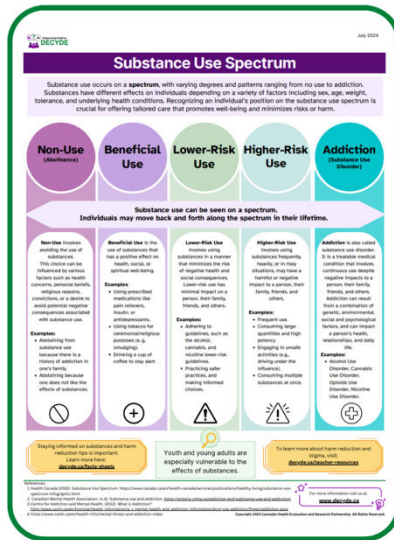 DECYDE
July 2024
Substance Use Spectrum
Substance use occurs on a spectrum, with varying degrees and patterns ranging from no use to addiction.
Substances have different effects on individuals depending on a variety of factors including sex, age, weight,
tolerance, and underlying health conditions. Recognizing an individual's position on the substance use spectrum is
crucial for offering tailored care that promotes well-being and minimizes risks or harm.
Non-Use
(Abstinence)
Beneficial
Use
Lower-Risk
Use
Higher-Risk
Use
Addiction
(Substance Use
Disorder)
Substance use can be seen on a spectrum.
Individuals may move back and forth along the spectrum in their lifetime.
Non-Use involves
avoiding the use of
substances.
This choice can be
influenced by various
factors such as health
concerns, personal beliefs,
religious reasons,
convictions, or a desire to
avoid potential negative
consequences associated
with substance use.
Examples:
• Abstaining from
substance use
because there is a
history of addiction in
one's family.
• Abstaining because
one does not like the
effects of substances.
Beneficial Use is the
use of substances that
has a positive effect on
health, social, or
spiritual well being.
Examples
• Using prescribed
medications like
pain relievers,
insulin, or
antidepressants.
• Using tobacco for
ceremonial/religious
purposes (e.g.
smudging).
• Drinking a cup of
coffee to stay alert
Lower-Risk Use
Involves using
substances in a manner
that minimizes the risk
of negative health and
social consequences.
Lower-risk use has
minimal impact on a
person, their family,
friends, and others.
Examples:
• Adhering to
guidelines, such as
the alcohol,
cannabis, and
nicotine lower-risk
guidelines.
• Practicing safer
practices, and
making informed
choices.
Higher-Risk Use
Involves using
substances frequently,
heavily, or in risky
situations, may have a
harmful or negative
impact to a person,
their family, friends,
and others.
Examples:
• Frequent use.
• Consuming large
quantities and high
potency.
• Engaging in unsafe
activities (e.g.,
driving under the
influence).
• Consuming multiple
substances at once.
Addiction is also called
substance use disorder.
It is a treatable medical
condition that involves
continuous use despite
negative impacts to a
person, their family,
friends, and others.
Addiction can result
from a combination of
genetic, environmental,
social and psychological
factors, and can impact
a person's health,
relationships, and daily
life.
Examples:
• Alcohol Use
Disorder, Cannabis
Use Disorder,
Opioids Use
Disorder, Nicotine
Use Disorder.
Staying informed on substances and harm
reduction tips is important.
Learn more here:
decyde.ca/facts-sheets
Youth and young adults are
especially vulnerable to the
effects of substances.
To learn more about harm reduction and
stigma, visit:
decyde.ca/teacher-resources
References:
For more information visit us at
www.decyde.ca